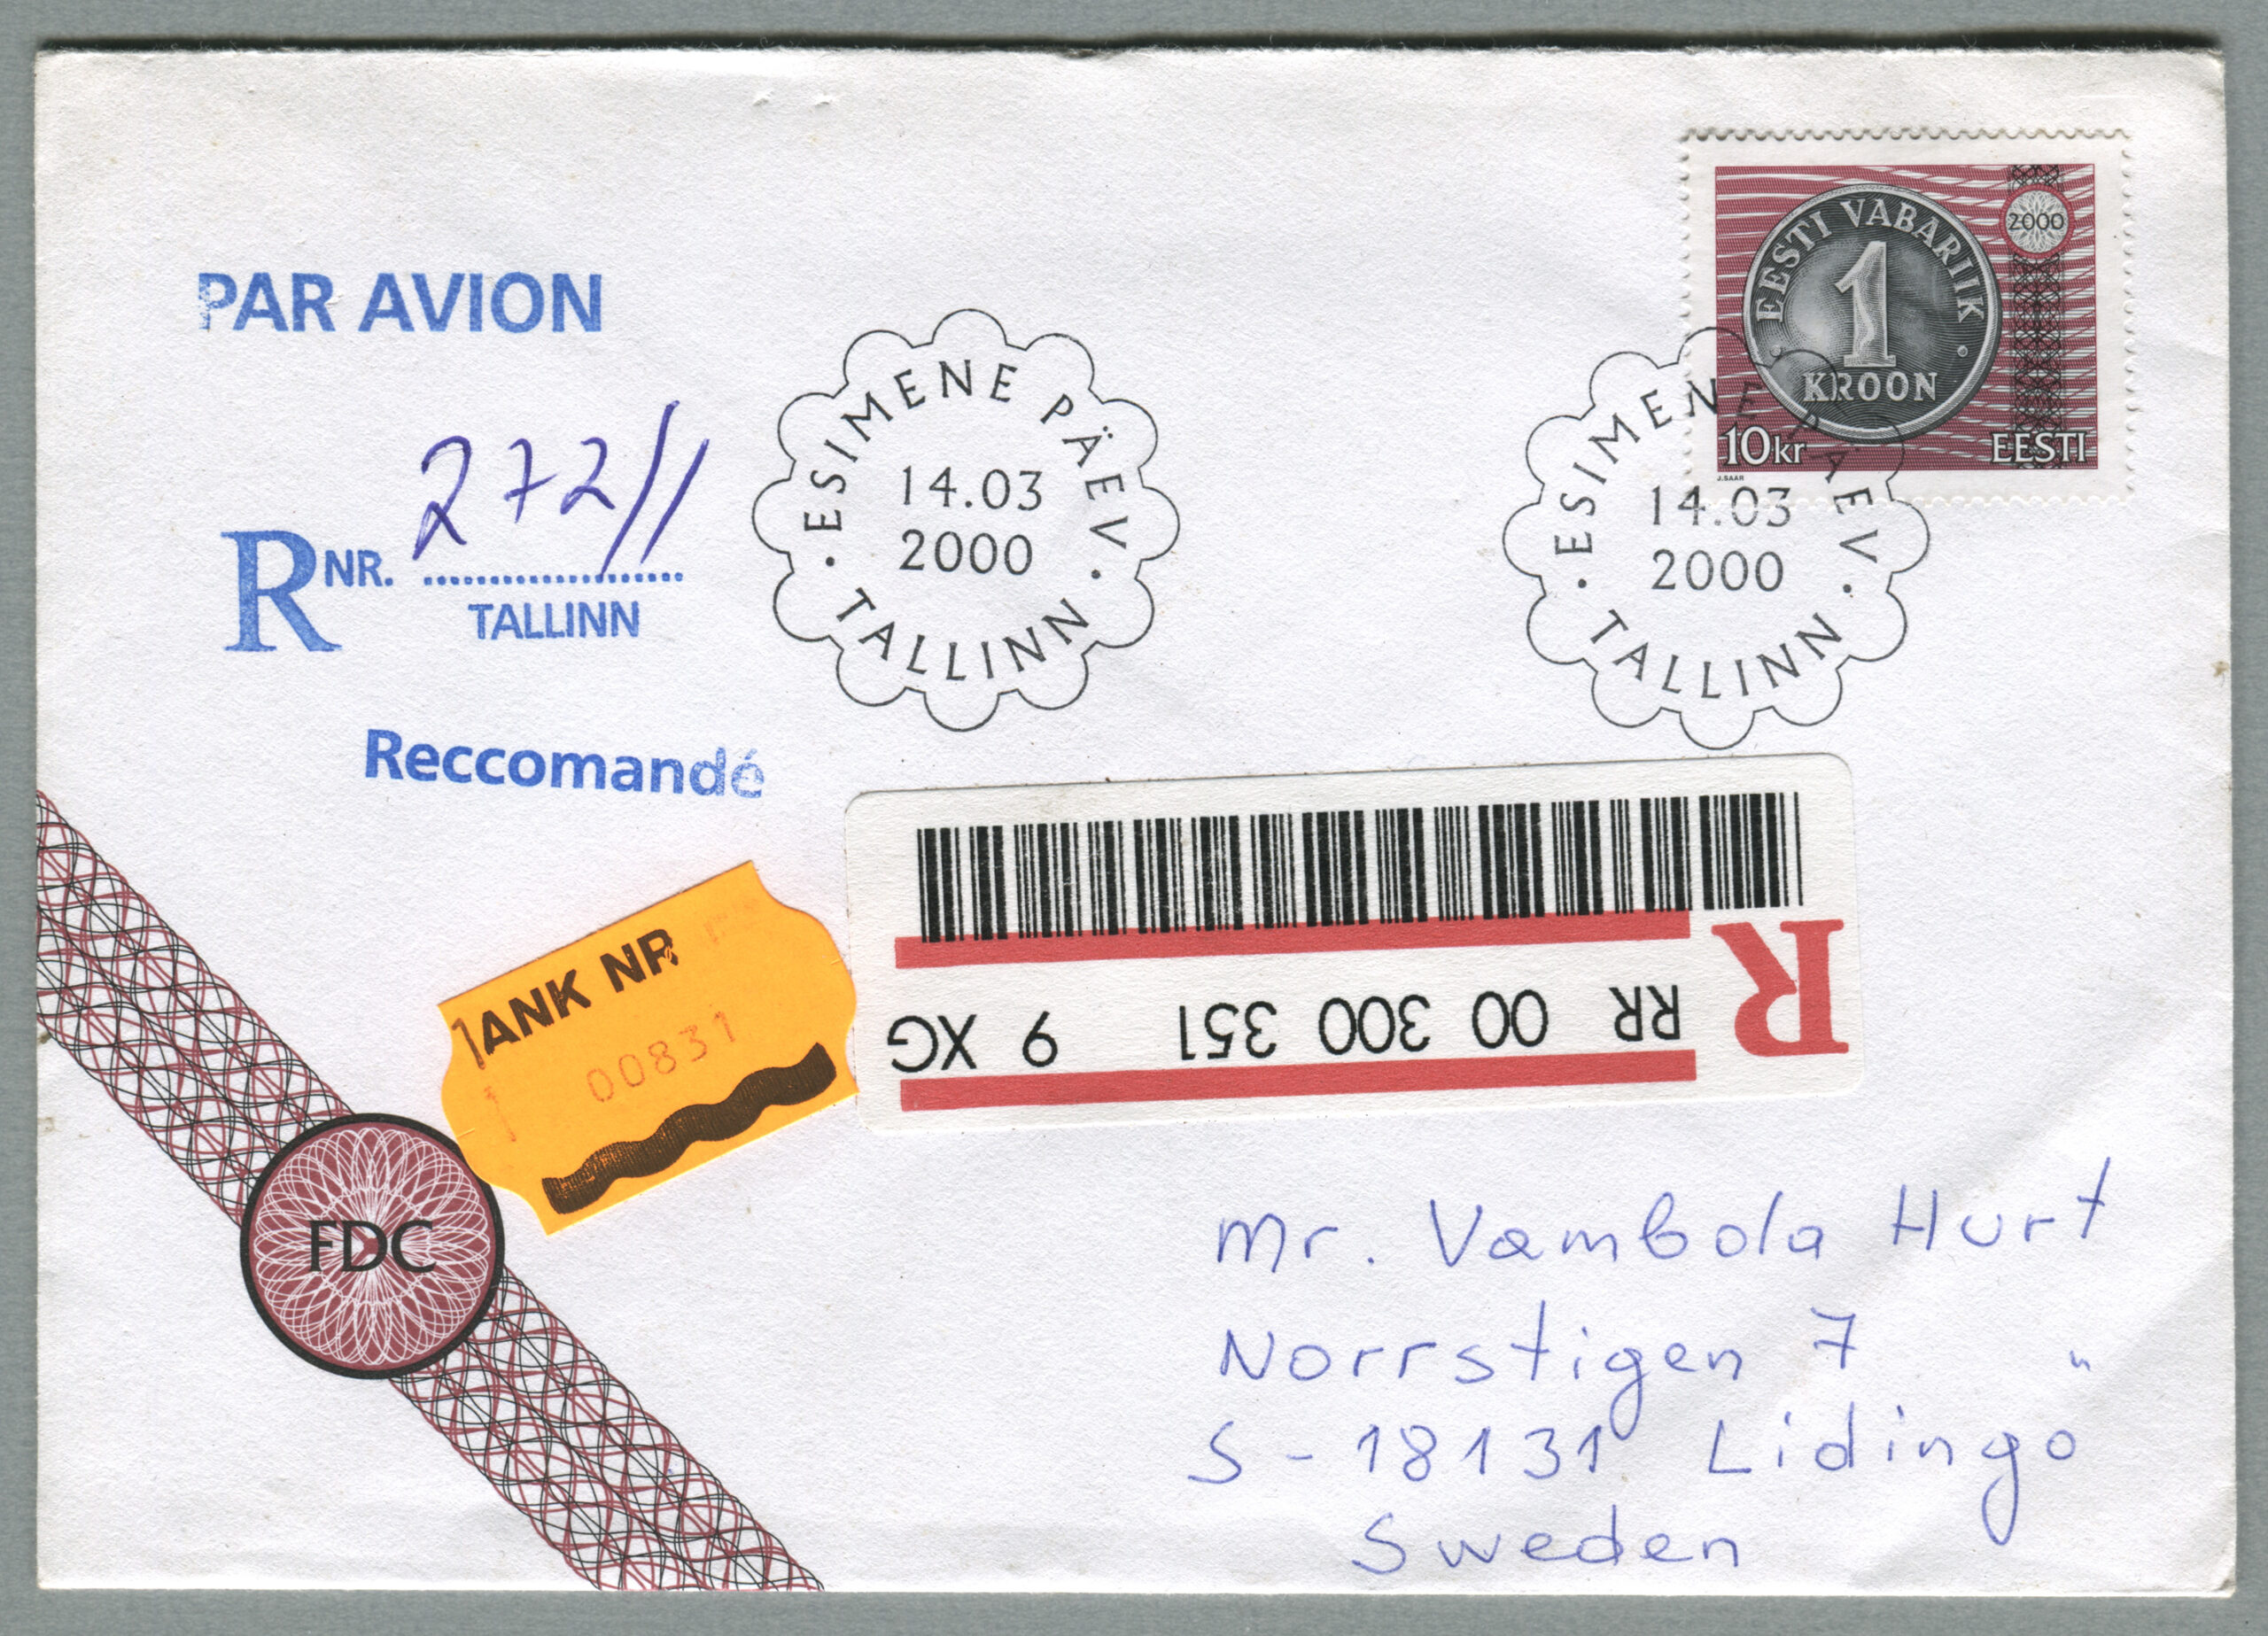 PAR AVION
EESTI VABARIIK
2000
1
KROON
10kr EESTI
J.SAAR
272//
R NR. ....................
TALLINN
ESIMENE PÄEV
14.03
2000
TALLINN
ESIMENE PÄEV
14.03
2000
TALLINN
Reccomandé
R
RR 00 300 351 9 XG
ANK NR
00831
FDC
Mr. Vambola Hurt
Norrstigen 7
S-18131 Lidingö
Sweden